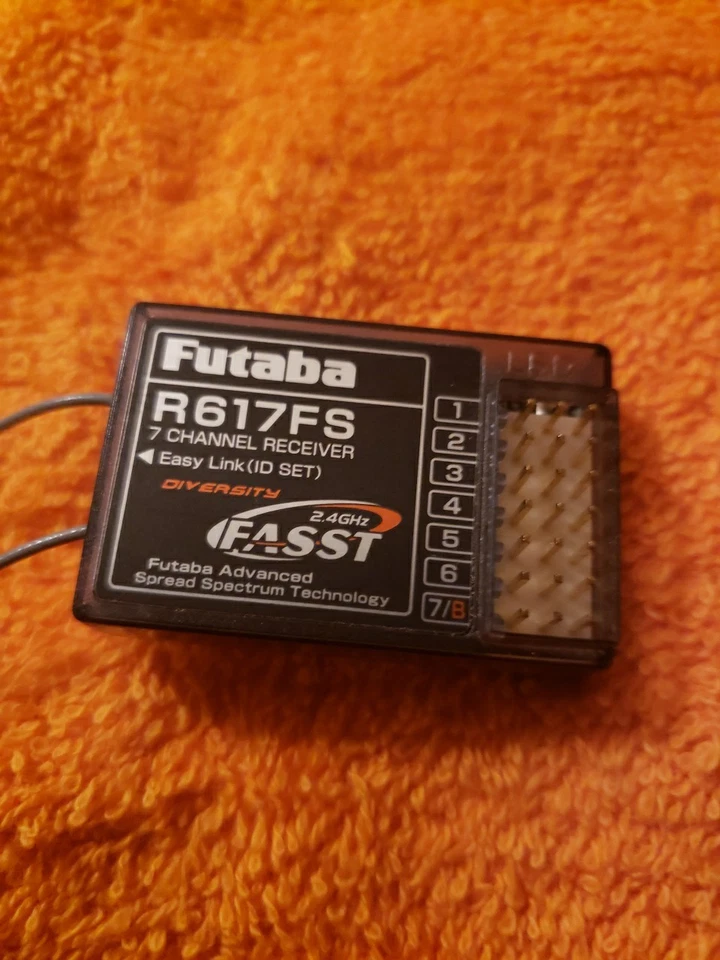 Futaba
R617FS
7 CHANNEL RECEIVER
◀ Easy Link (ID SET)
DIVERSITY
2.4GHz
FASST
Futaba Advanced
Spread Spectrum Technology
1
2
3
4
5
6
7/B